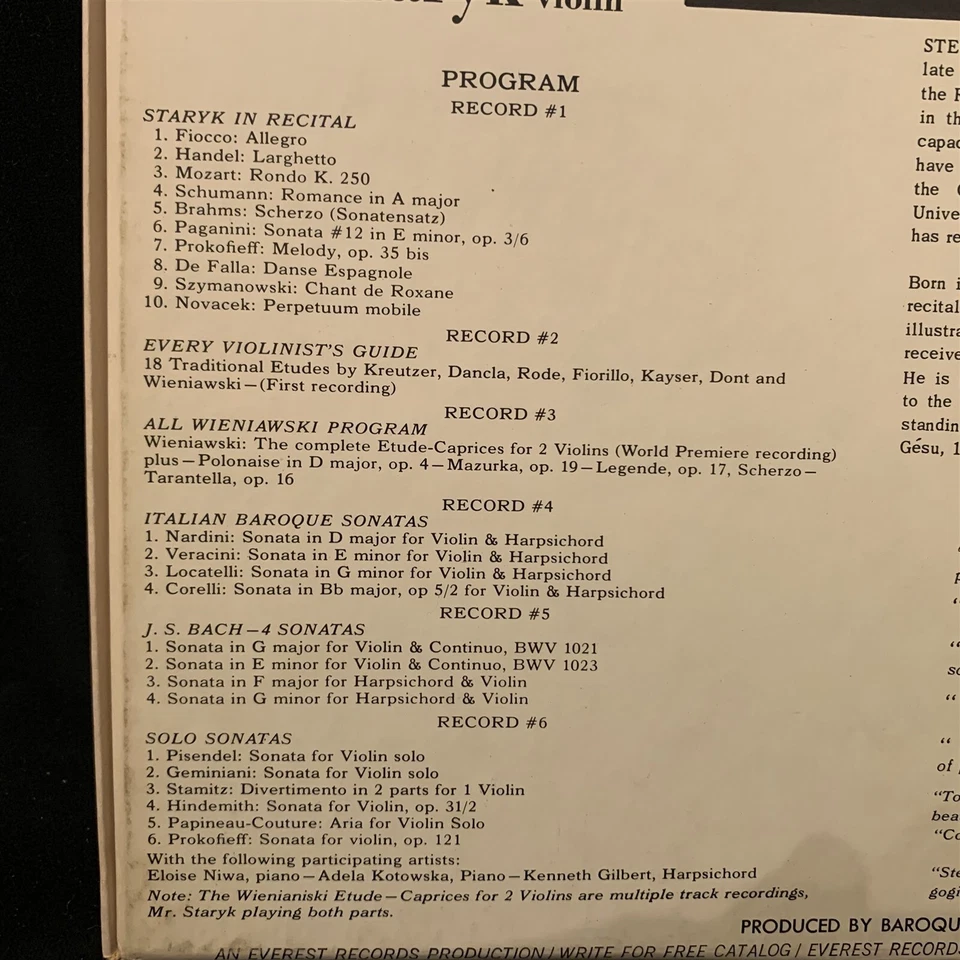 violin
PROGRAM
RECORD #1
STARYK IN RECITAL
1. Fiocco: Allegro
2. Handel: Larghetto
3. Mozart: Rondo K. 250
4. Schumann: Romance in A major
5. Brahms: Scherzo (Sonatensatz)
6. Paganini: Sonata #12 in E minor, op. 3/6
7. Prokofieff: Melody, op. 35 bis
8. De Falla: Danse Espagnole
9. Szymanowski: Chant de Roxane
10. Novacek: Perpetuum mobile
RECORD #2
EVERY VIOLINIST'S GUIDE
18 Traditional Etudes by Kreutzer, Dancla, Rode, Fiorillo, Kayser, Dont and
Wieniawski—(First recording)
RECORD #3
ALL WIENIAWSKI PROGRAM
Wieniawski: The complete Etude-Caprices for 2 Violins (World Premiere recording)
plus—Polonaise in D major, op. 4—Mazurka, op. 19—Legende, op. 17, Scherzo—
Tarantella, op. 16
RECORD #4
ITALIAN BAROQUE SONATAS
1. Nardini: Sonata in D major for Violin & Harpsichord
2. Veracini: Sonata in E minor for Violin & Harpsichord
3. Locatelli: Sonata in G minor for Violin & Harpsichord
4. Corelli: Sonata in Bb major, op 5/2 for Violin & Harpsichord
RECORD #5
J. S. BACH—4 SONATAS
1. Sonata in G major for Violin & Continuo, BWV 1021
2. Sonata in E minor for Violin & Continuo, BWV 1023
3. Sonata in F major for Harpsichord & Violin
4. Sonata in G minor for Harpsichord & Violin
RECORD #6
SOLO SONATAS
1. Pisendel: Sonata for Violin solo
2. Geminiani: Sonata for Violin solo
3. Stamitz: Divertimento in 2 parts for 1 Violin
4. Hindemith: Sonata for Violin, op. 31/2
5. Papineau-Couture: Aria for Violin Solo
6. Prokofieff: Sonata for violin, op. 121
With the following participating artists:
Eloise Niwa, piano—Adela Kotowska, Piano—Kenneth Gilbert, Harpsichord
Note: The Wienianiski Etude—Caprices for 2 Violins are multiple track recordings,
Mr. Staryk playing both parts.
STE
late
the
in th
capac
have
the
Unive
has re
Born i
recital
illustra
receive
He is
to the
standin
Gésu, 1
"
"
so
"
"
of
"To
bea
"Co
"Ste
gogi
PRODUCED BY BAROQU
AN EVEREST RECORDS PRODUCTION / WRITE FOR FREE CATALOG / EVEREST RECORD